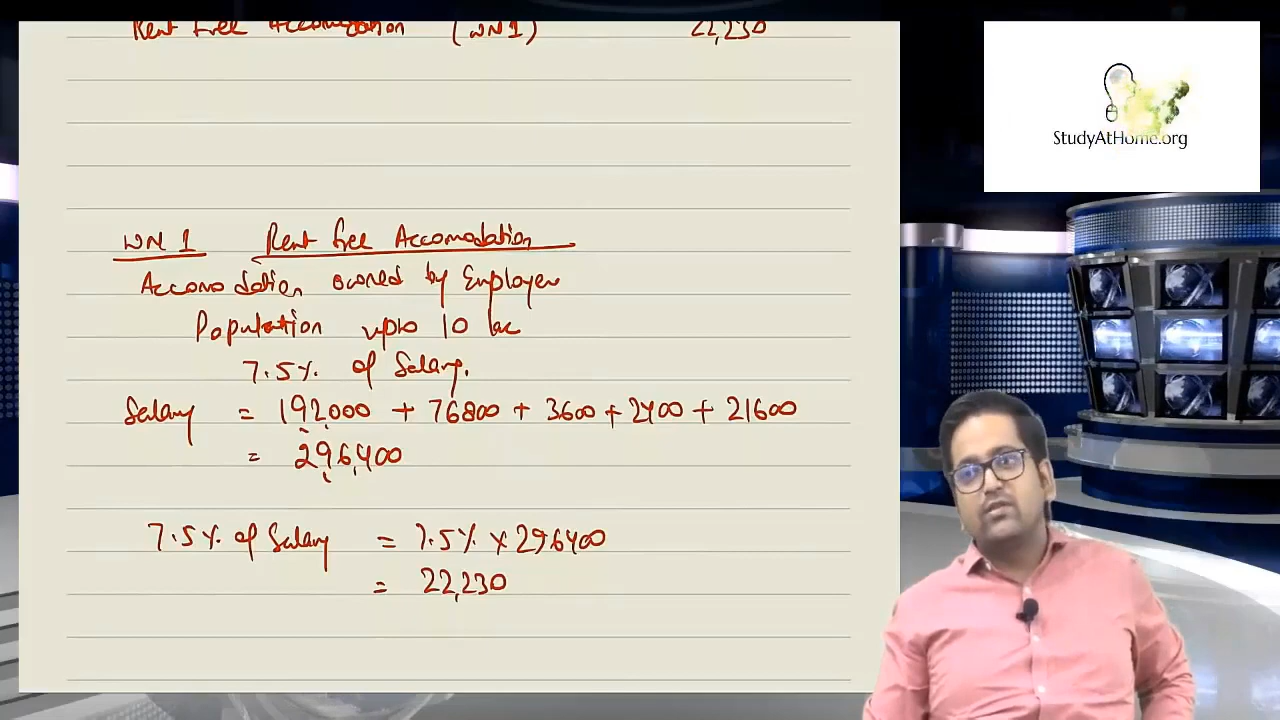 Rent free Accomodation (WN1) 22,230
StudyAtHome.org
WN 1 Rent free Accomodation
Accomodation owned by Employer
Population upto 10 lac
7.5% of Salary.
Salary = 192,000 + 76800 + 3600 + 2400 + 21600
= 296,400
7.5% of Salary = 7.5% × 296400
= 22,230